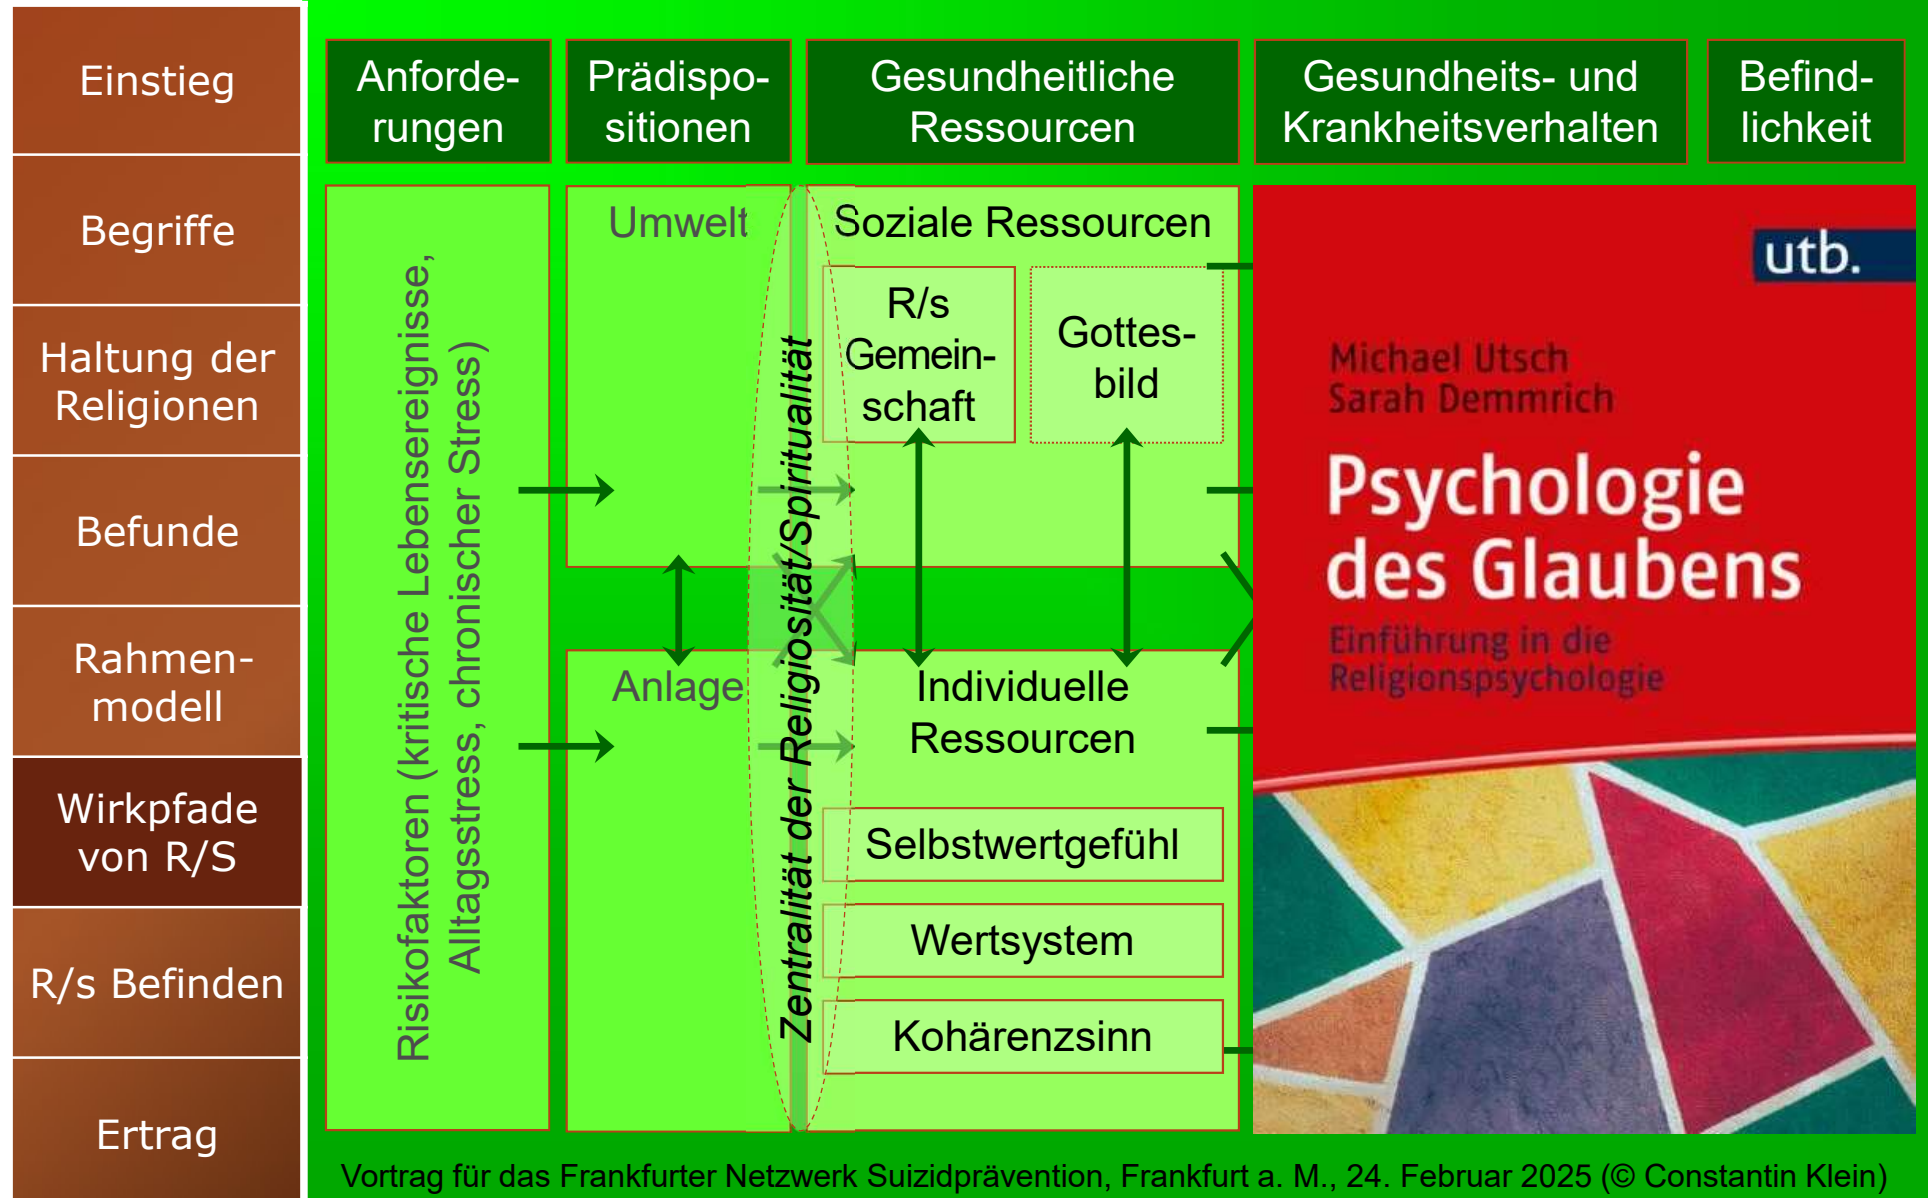 Einstieg
Begriffe
Haltung der
Religionen
Befunde
Rahmen-
modell
Wirkpfade
von R/S
R/s Befinden
Ertrag
Anforde-
rungen
Prädispo-
sitionen
Gesundheitliche
Ressourcen
Gesundheits- und
Krankheitsverhalten
Befind-
lichkeit
Risikofaktoren (kritische Lebensereignisse,
Alltagsstress, chronischer Stress)
Umwelt
Anlage
Zentralität der Religiosität/Spiritualität
Soziale Ressourcen
R/s
Gemein-
schaft
Gottes-
bild
Individuelle
Ressourcen
Selbstwertgefühl
Wertsystem
Kohärenzsinn
utb.
Michael Utsch
Sarah Demmrich
Psychologie
des Glaubens
Einführung in die
Religionspsychologie
Vortrag für das Frankfurter Netzwerk Suizidprävention, Frankfurt a. M., 24. Februar 2025 (© Constantin Klein)